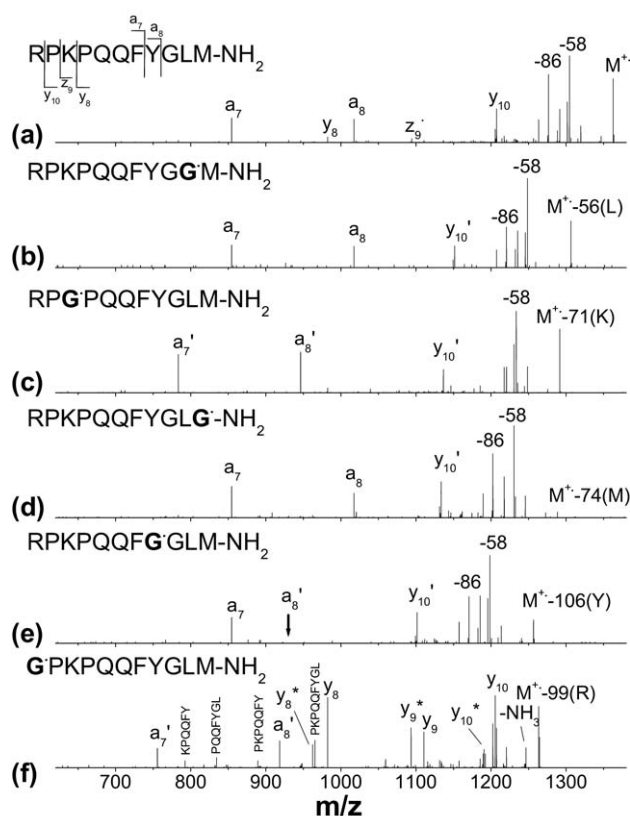 a₇ a₈
RPKPQQFYGLM-NH₂
y₁₀ z₉ y₈
(a) a₇ y₈ a₈ z₉· y₁₀ -86 -58 M⁺·
RPKPQQFYGG·M-NH₂
(b) a₇ a₈ y₁₀' -86 -58 M⁺·-56(L)
RPG·PQQFYGLM-NH₂
(c) a₇' a₈' y₁₀' -58 M⁺·-71(K)
RPKPQQFYGLG·-NH₂
(d) a₇ a₈ y₁₀' -86 -58 M⁺·-74(M)
RPKPQQFG·GLM-NH₂
(e) a₇ a₈' y₁₀' -86 -58 M⁺·-106(Y)
G·PKPQQFYGLM-NH₂
(f) a₇' KPQQFY PQQFYGL PKPQQFY a₈' y₈* PKPQQFYGL y₈ y₉* y₉ y₁₀* y₁₀ -NH₃ M⁺·-99(R)
700 800 900 1000 1100 1200 1300
m/z